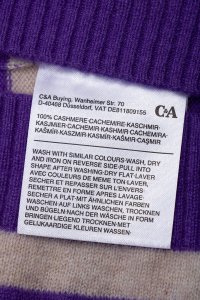 C&A Buying, Wanheimer Str. 70
D-40468 Düsseldorf, VAT DE811809155
C&A
100% CASHMERE-CACHEMIRE-KASCHMIR-
KASJMIER-CACHEMIR-KASHMIR-CACHEMIRA-
KAŠMÍR-KASZMIR-KASMÍR-KAŠMIR-CAŞMIR
WASH WITH SIMILAR COLOURS-WASH, DRY
AND IRON ON REVERSE SIDE-PULL INTO
SHAPE AFTER WASHING-DRY FLAT-LAVER
AVEC COULEURS DE MEME TON-LAVER,
SECHER ET REPASSER SUR L'ENVERS-
REMETTRE EN FORME APRES LAVAGE-
SECHER A PLAT-MIT ÄHNLICHEN FARBEN
WASCHEN-AUF LINKS WASCHEN, TROCKNEN
UND BÜGELN-NACH DER WÄSCHE IN FORM
BRINGEN-LIEGEND TROCKNEN-MET
GELIJKAARDIGE KLEUREN WASSEN-